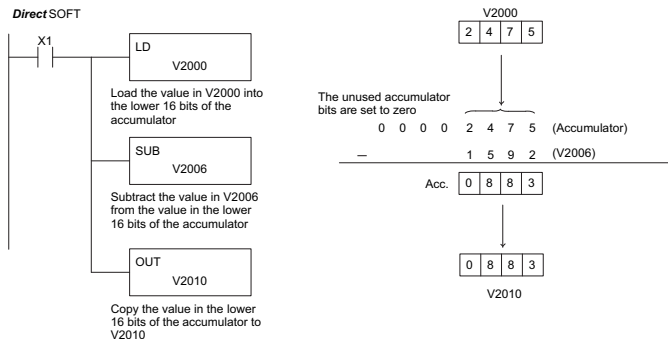 DirectSOFT
X1
LD
V2000
Load the value in V2000 into
the lower 16 bits of the
accumulator
SUB
V2006
Subtract the value in V2006
from the value in the lower
16 bits of the accumulator
OUT
V2010
Copy the value in the lower
16 bits of the accumulator to
V2010
V2000
2 4 7 5
The unused accumulator
bits are set to zero
0 0 0 0 2 4 7 5 (Accumulator)
– 1 5 9 2 (V2006)
Acc. 0 8 8 3
0 8 8 3
V2010